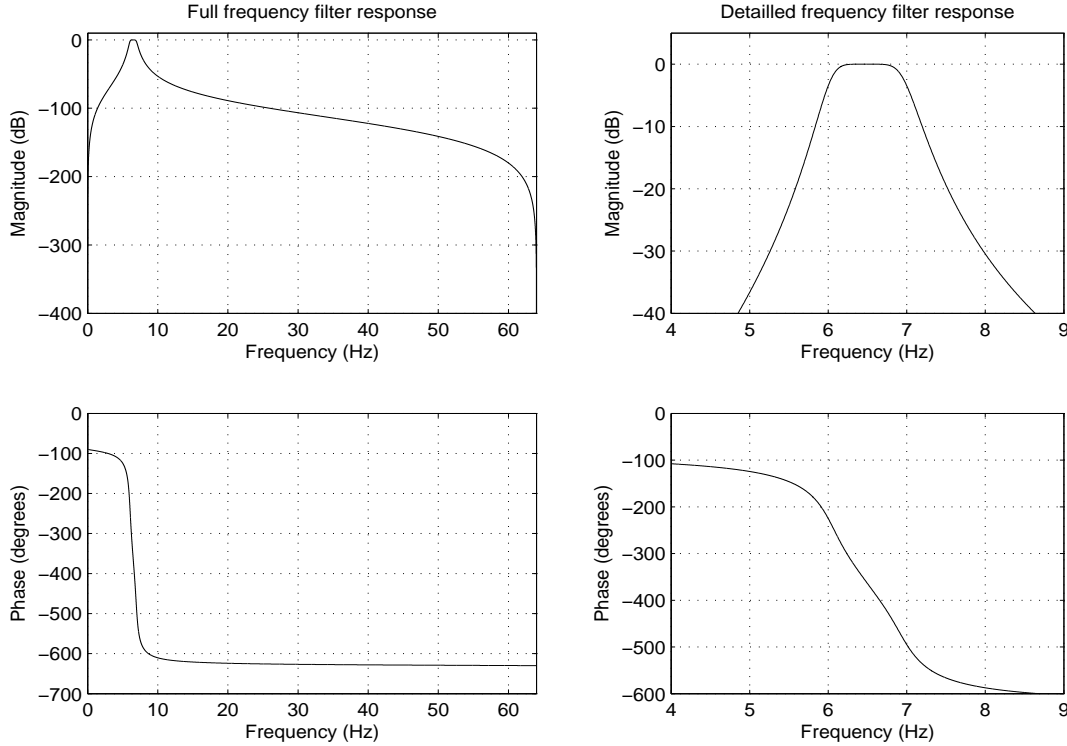 Full frequency filter response
0
−100
−200
−300
−400
Magnitude (dB)
0 10 20 30 40 50 60
Frequency (Hz)
Detailled frequency filter response
0
−10
−20
−30
−40
Magnitude (dB)
4 5 6 7 8 9
Frequency (Hz)
0
−100
−200
−300
−400
−500
−600
−700
Phase (degrees)
0 10 20 30 40 50 60
Frequency (Hz)
0
−100
−200
−300
−400
−500
−600
Phase (degrees)
4 5 6 7 8 9
Frequency (Hz)